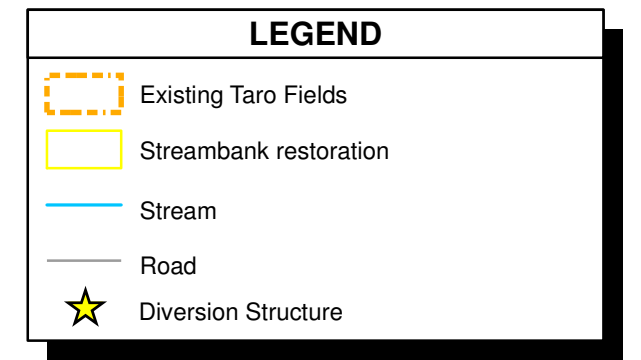 LEGEND
Existing Taro Fields
Streambank restoration
Stream
Road
Diversion Structure